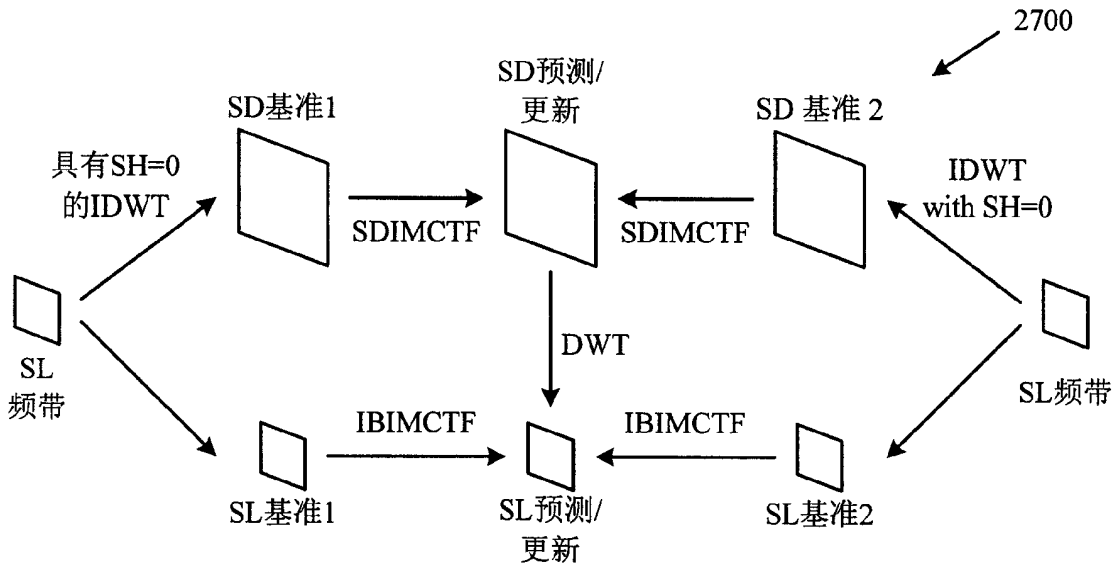 2700
SD预测/
更新
SD基准1
SD 基准 2
具有SH=0
的IDWT
IDWT
with SH=0
SDIMCTF
SDIMCTF
SL
频带
DWT
SL频带
IBIMCTF
IBIMCTF
SL基准1
SL预测/
更新
SL基准2